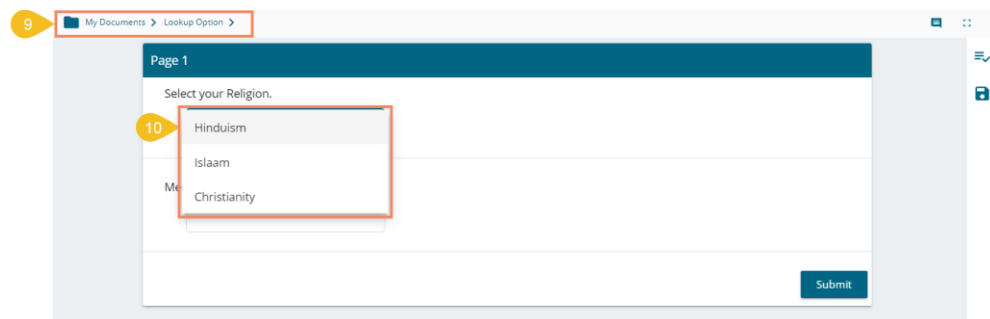 9
My Documents > Lookup Option >
Page 1
Select your Religion.
10
Hinduism
Islaam
Me
Christianity
Submit